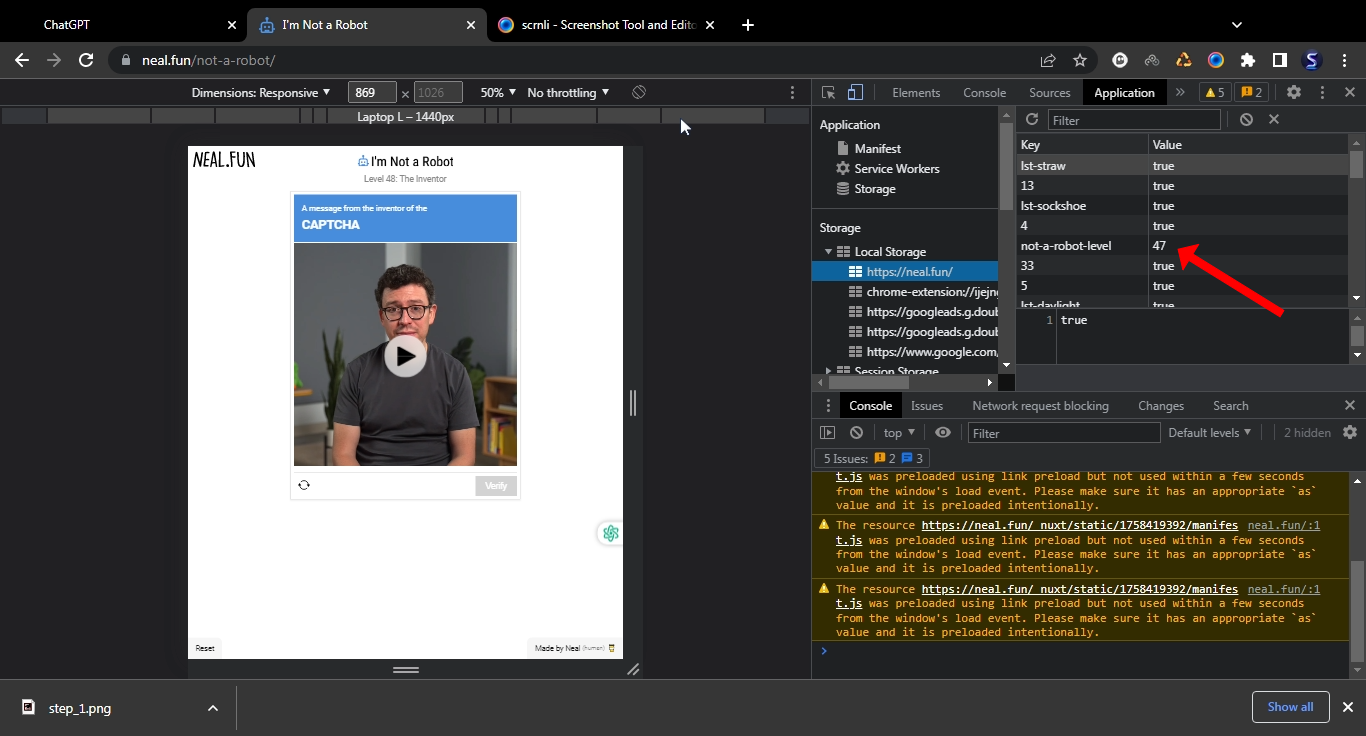 ChatGPT
I'm Not a Robot
scrnli - Screenshot Tool and Edito
neal.fun/not-a-robot/
Dimensions: Responsive
869
×
1026
50%
No throttling
Laptop L – 1440px
NEAL.FUN
I'm Not a Robot
Level 48: The Inventor
A message from the inventor of the
CAPTCHA
Verify
Reset
Made by Neal (human)
Elements
Console
Sources
Application
»
5
2
Application
Manifest
Service Workers
Storage
Storage
Local Storage
https://neal.fun/
chrome-extension://ijejn
https://googleads.g.doub
https://googleads.g.doub
https://www.google.com,
Session Storage
Filter
Key Value
lst-straw true
13 true
lst-sockshoe true
4 true
not-a-robot-level 47
33 true
5 true
lst-daylight true
1 true
Console
Issues
Network request blocking
Changes
Search
top
Filter
Default levels
2 hidden
5 Issues: 2 3
t.js was preloaded using link preload but not used within a few seconds
from the window's load event. Please make sure it has an appropriate `as`
value and it is preloaded intentionally.
The resource https://neal.fun/_nuxt/static/1758419392/manifes neal.fun/:1
t.js was preloaded using link preload but not used within a few seconds
from the window's load event. Please make sure it has an appropriate `as`
value and it is preloaded intentionally.
The resource https://neal.fun/_nuxt/static/1758419392/manifes neal.fun/:1
t.js was preloaded using link preload but not used within a few seconds
from the window's load event. Please make sure it has an appropriate `as`
value and it is preloaded intentionally.
step_1.png
Show all